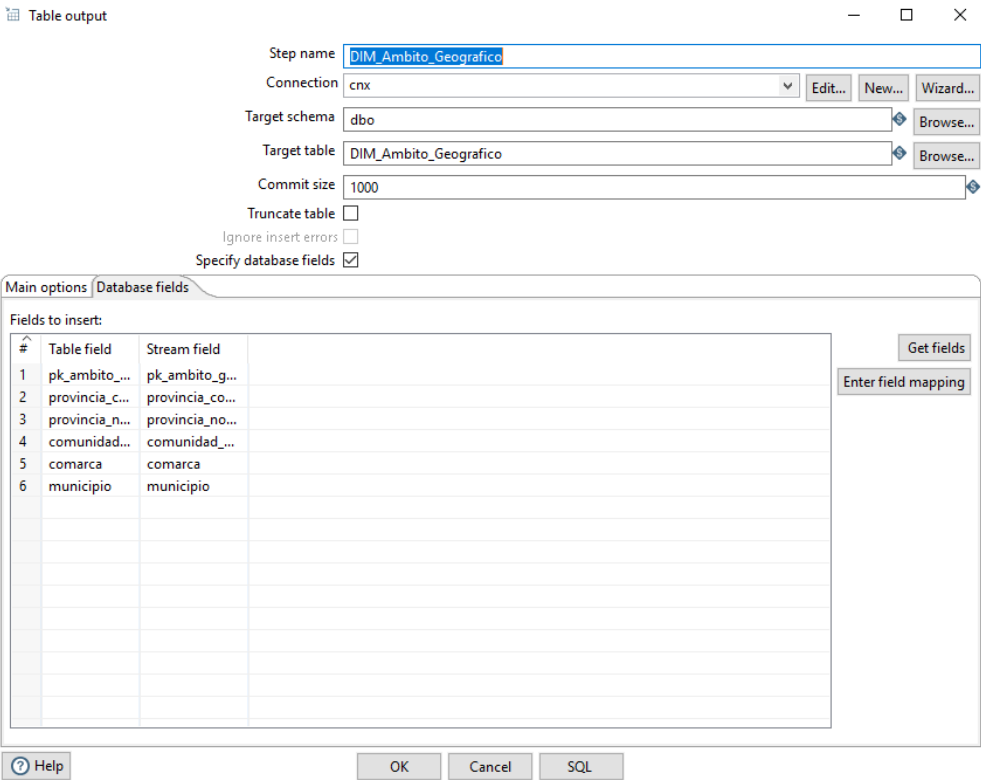 Table output
Step name DIM_Ambito_Geografico
Connection cnx Edit... New... Wizard...
Target schema dbo Browse...
Target table DIM_Ambito_Geografico Browse...
Commit size 1000
Truncate table
Ignore insert errors
Specify database fields
Main options Database fields
Fields to insert:
# Table field Stream field
Get fields
1 pk_ambito_... pk_ambito_g...
Enter field mapping
2 provincia_c... provincia_co...
3 provincia_n... provincia_no...
4 comunidad... comunidad_...
5 comarca comarca
6 municipio municipio
Help OK Cancel SQL